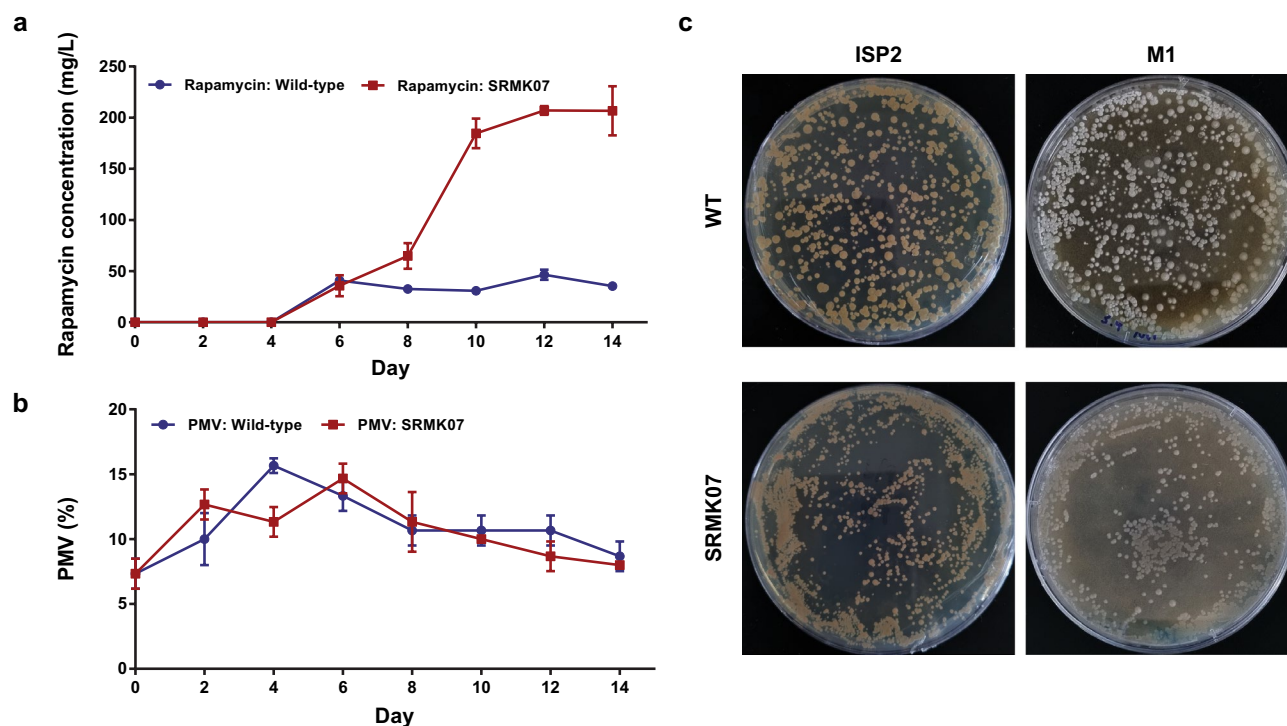 a
Rapamycin concentration (mg/L)
250
200
150
100
50
0
Rapamycin: Wild-type
Rapamycin: SRMK07
0 2 4 6 8 10 12 14
Day
b
PMV (%)
20
15
10
5
0
PMV: Wild-type
PMV: SRMK07
0 2 4 6 8 10 12 14
Day
c
ISP2
M1
WT
SRMK07